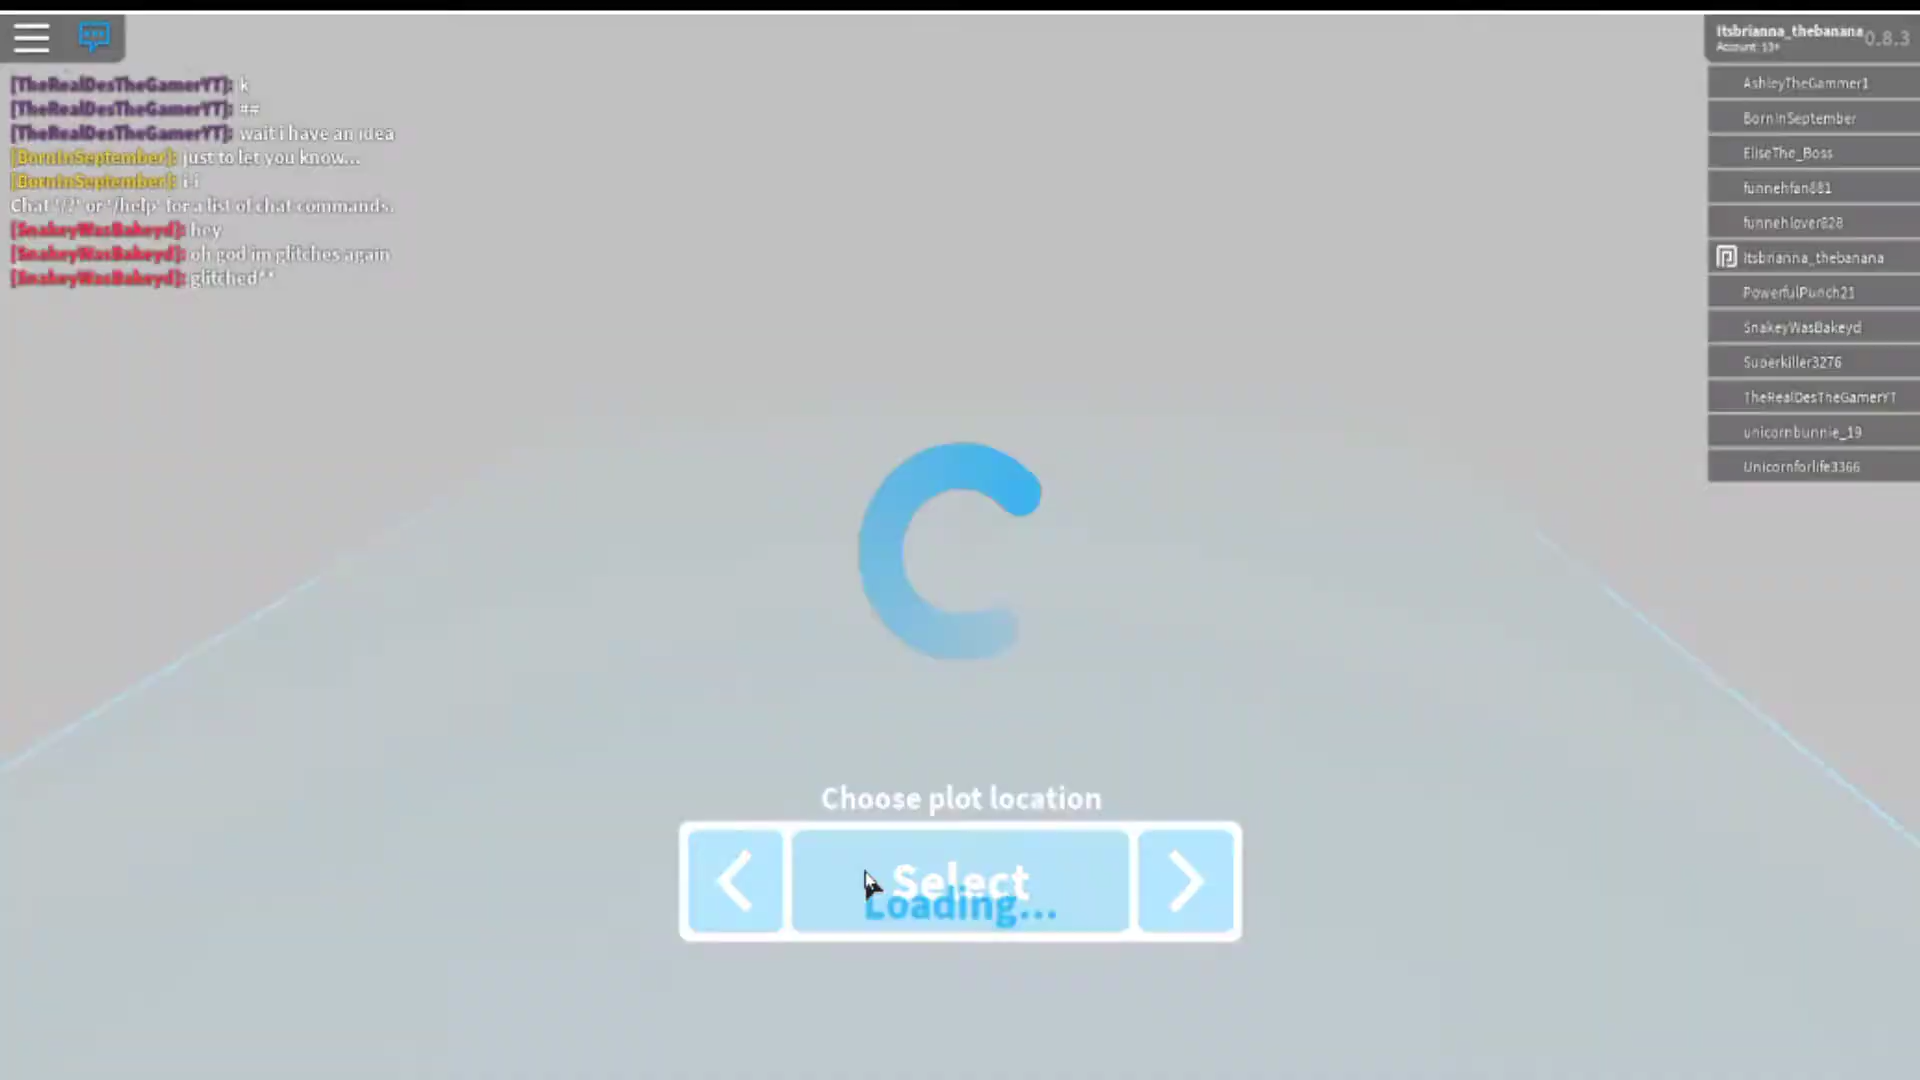 Itsbrianna_thebanana
Account: 13+
0.8.3
[TheRealDesTheGamerYT]: k
[TheRealDesTheGamerYT]: ##
[TheRealDesTheGamerYT]: wait i have an idea
[BornInSeptember]: just to let you know...
[BornInSeptember]: i-i
Chat '/?' or '/help' for a list of chat commands.
[SnakeyWasBakeyd]: hey
[SnakeyWasBakeyd]: oh god im glitches again
[SnakeyWasBakeyd]: glitched**
AshleyTheGammer1
BornInSeptember
EliseThe_Boss
funnehfan881
funnehlover828
Itsbrianna_thebanana
PowerfulPunch21
SnakeyWasBakeyd
Superkiller3276
TheRealDesTheGamerYT
unicornbunnie_19
Unicornforlife3366
Choose plot location
Select
Loading...